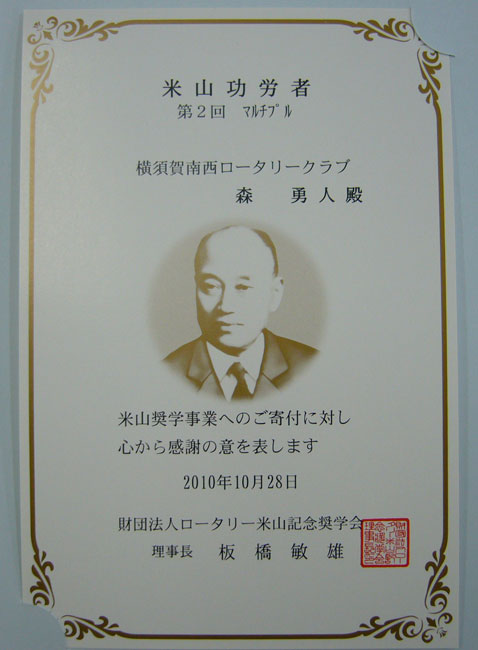 米山功労者
第2回 ﾏﾙﾁﾌﾟﾙ
横須賀南西ロータリークラブ
森 勇人殿
米山奨学事業へのご寄付に対し
心から感謝の意を表します
2010年10月28日
財団法人ロータリー米山記念奨学会
理事長 板橋敏雄